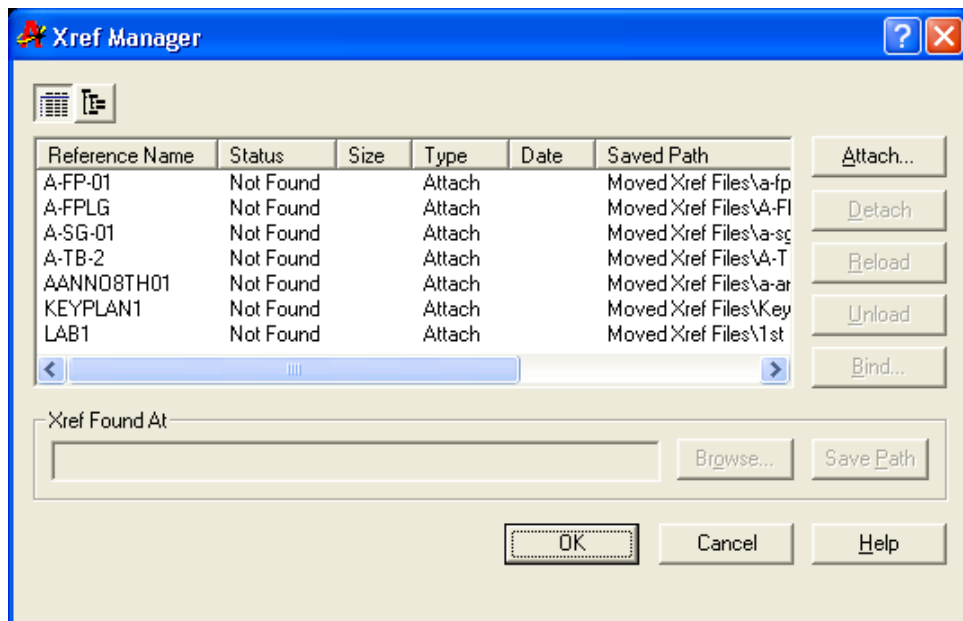 Xref Manager
Reference Name Status Size Type Date Saved Path
A-FP-01 Not Found Attach Moved Xref Files\a-fp
A-FPLG Not Found Attach Moved Xref Files\A-Fl
A-SG-01 Not Found Attach Moved Xref Files\a-sg
A-TB-2 Not Found Attach Moved Xref Files\A-T
AANNO8TH01 Not Found Attach Moved Xref Files\a-ar
KEYPLAN1 Not Found Attach Moved Xref Files\Key
LAB1 Not Found Attach Moved Xref Files\1st
Attach...
Detach
Reload
Unload
Bind...
Xref Found At
Browse... Save Path
OK Cancel Help